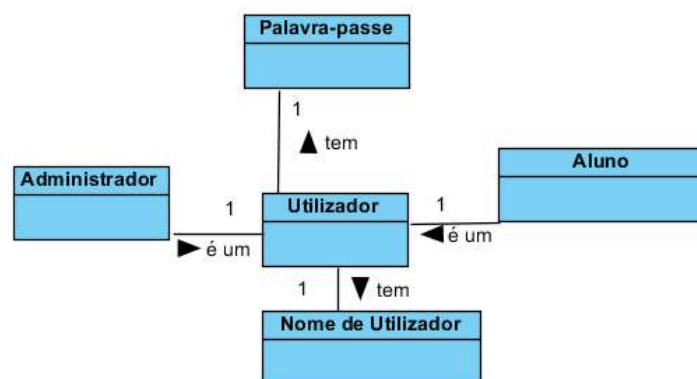 Palavra-passe
1
tem
Administrador
Aluno
1
Utilizador
1
é um
é um
1
tem
Nome de Utilizador